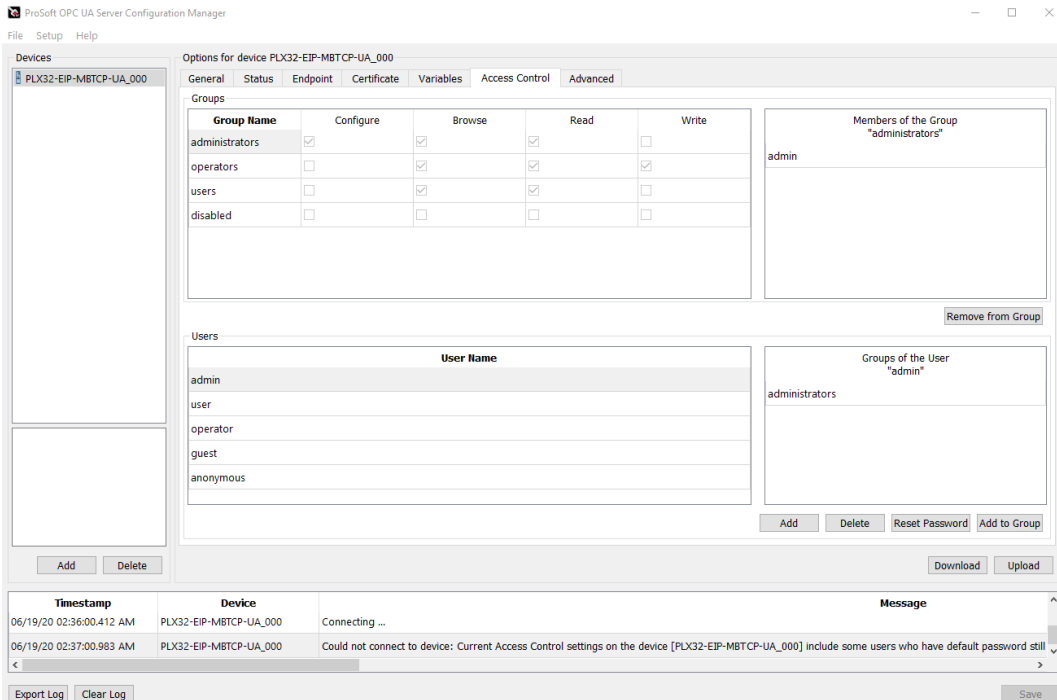 ProSoft OPC UA Server Configuration Manager
File Setup Help
Devices
PLX32-EIP-MBTCP-UA_000
Add Delete
Options for device PLX32-EIP-MBTCP-UA_000
General Status Endpoint Certificate Variables Access Control Advanced
Groups
Group Name Configure Browse Read Write
administrators
operators
users
disabled
Members of the Group
"administrators"
admin
Remove from Group
Users
User Name
admin
user
operator
guest
anonymous
Groups of the User
"admin"
administrators
Add Delete Reset Password Add to Group
Download Upload
Timestamp Device Message
06/19/20 02:36:00.412 AM PLX32-EIP-MBTCP-UA_000 Connecting ...
06/19/20 02:37:00.983 AM PLX32-EIP-MBTCP-UA_000 Could not connect to device: Current Access Control settings on the device [PLX32-EIP-MBTCP-UA_000] include some users who have default password still
Export Log Clear Log Save